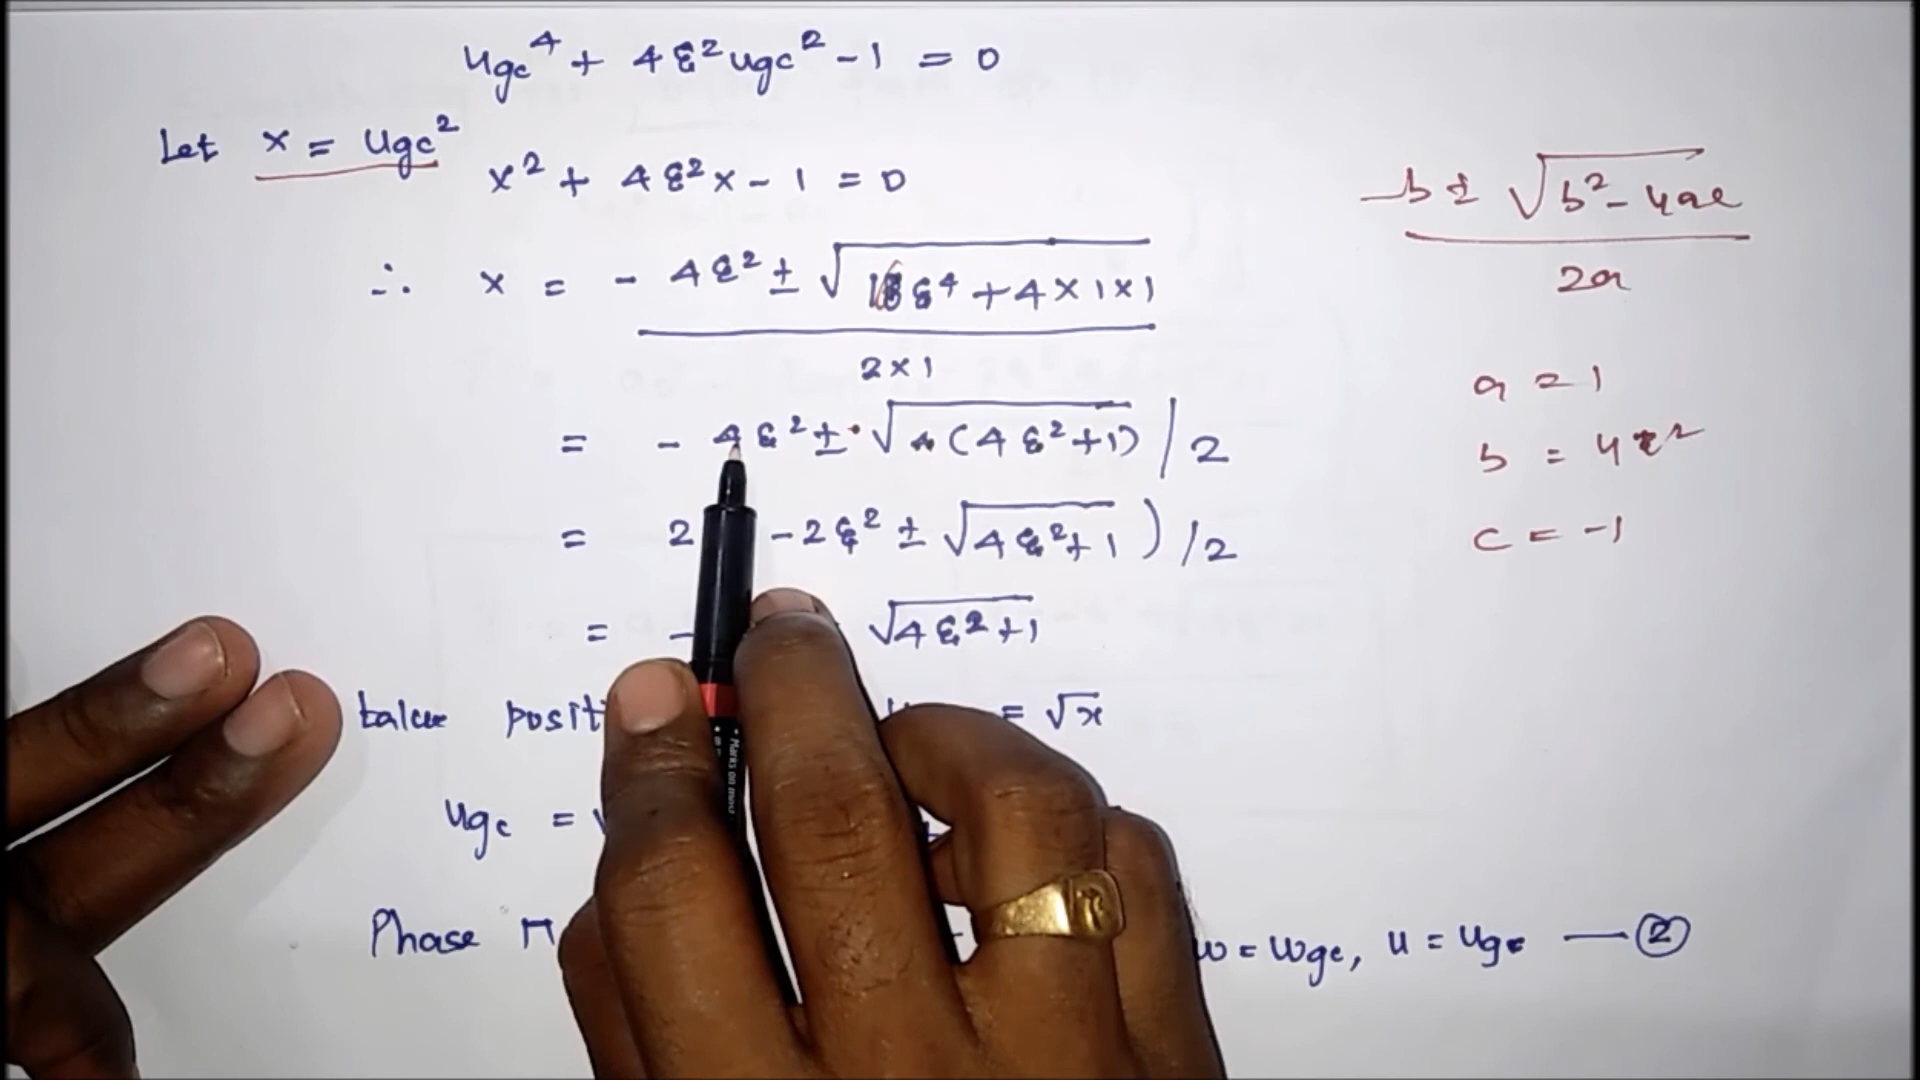 ugc⁴ + 4ξ²ugc² - 1 = 0
Let x = ugc²
x² + 4ξ²x - 1 = 0
∴ x = - 4ξ² ± √16ξ⁴ + 4×1×1
2×1
= - 4ξ² ± √4(4ξ²+1) / 2
= 2 -2ξ² ± √4ξ²+1 ) /2
= - √4ξ²+1
= √x
ugc =
Phase
ω = ωgc, u = ugc — ②
-b ± √b² - 4ac
2a
a = 1
b = 4ξ²
c = -1